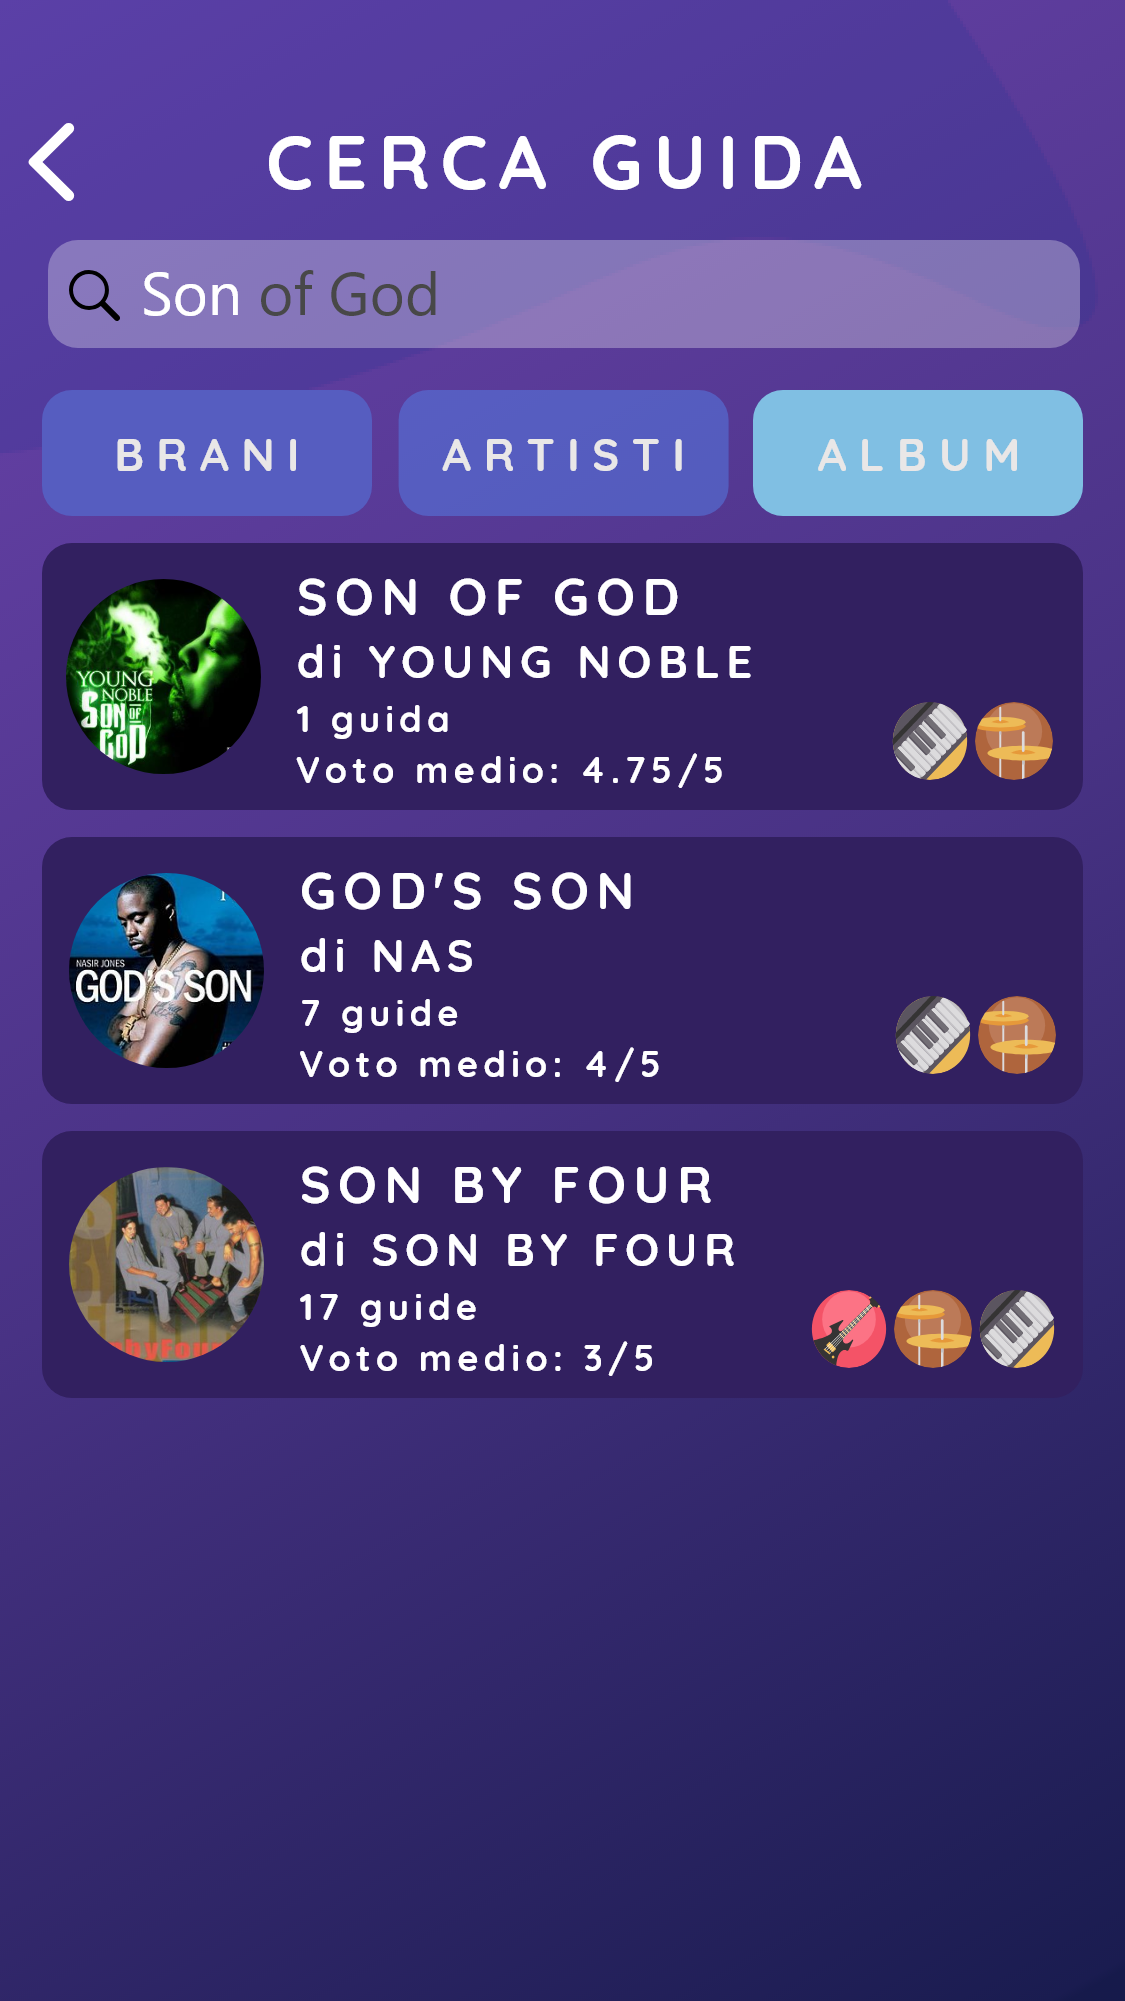 CERCA GUIDA
Son of God
BRANI
ARTISTI
ALBUM
SON OF GOD
di YOUNG NOBLE
1 guida
Voto medio: 4.75/5
YOUNG
NOBLE
SON OF
GOD
GOD'S SON
di NAS
7 guide
Voto medio: 4/5
NASIR JONES
GOD'S SON
SON BY FOUR
di SON BY FOUR
17 guide
Voto medio: 3/5